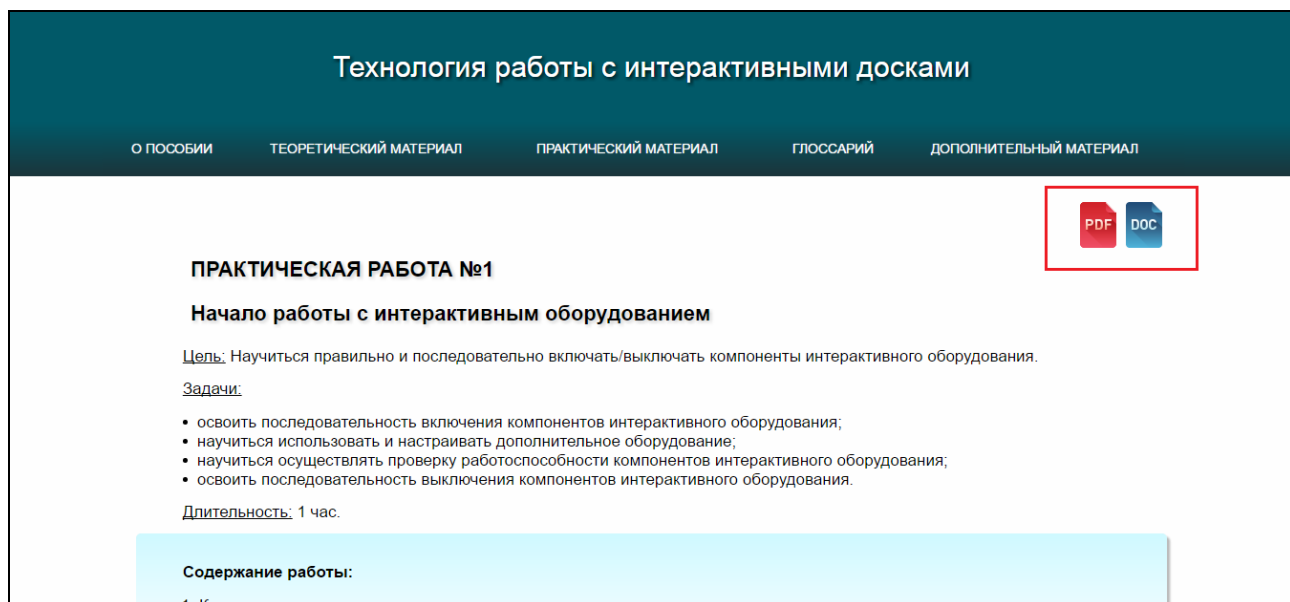 Технология работы с интерактивными досками
О ПОСОБИИ ТЕОРЕТИЧЕСКИЙ МАТЕРИАЛ ПРАКТИЧЕСКИЙ МАТЕРИАЛ ГЛОССАРИЙ ДОПОЛНИТЕЛЬНЫЙ МАТЕРИАЛ
PDF DOC
ПРАКТИЧЕСКАЯ РАБОТА №1
Начало работы с интерактивным оборудованием
Цель: Научиться правильно и последовательно включать/выключать компоненты интерактивного оборудования.
Задачи:
• освоить последовательность включения компонентов интерактивного оборудования;
• научиться использовать и настраивать дополнительное оборудование;
• научиться осуществлять проверку работоспособности компонентов интерактивного оборудования;
• освоить последовательность выключения компонентов интерактивного оборудования.
Длительность: 1 час.
Содержание работы: